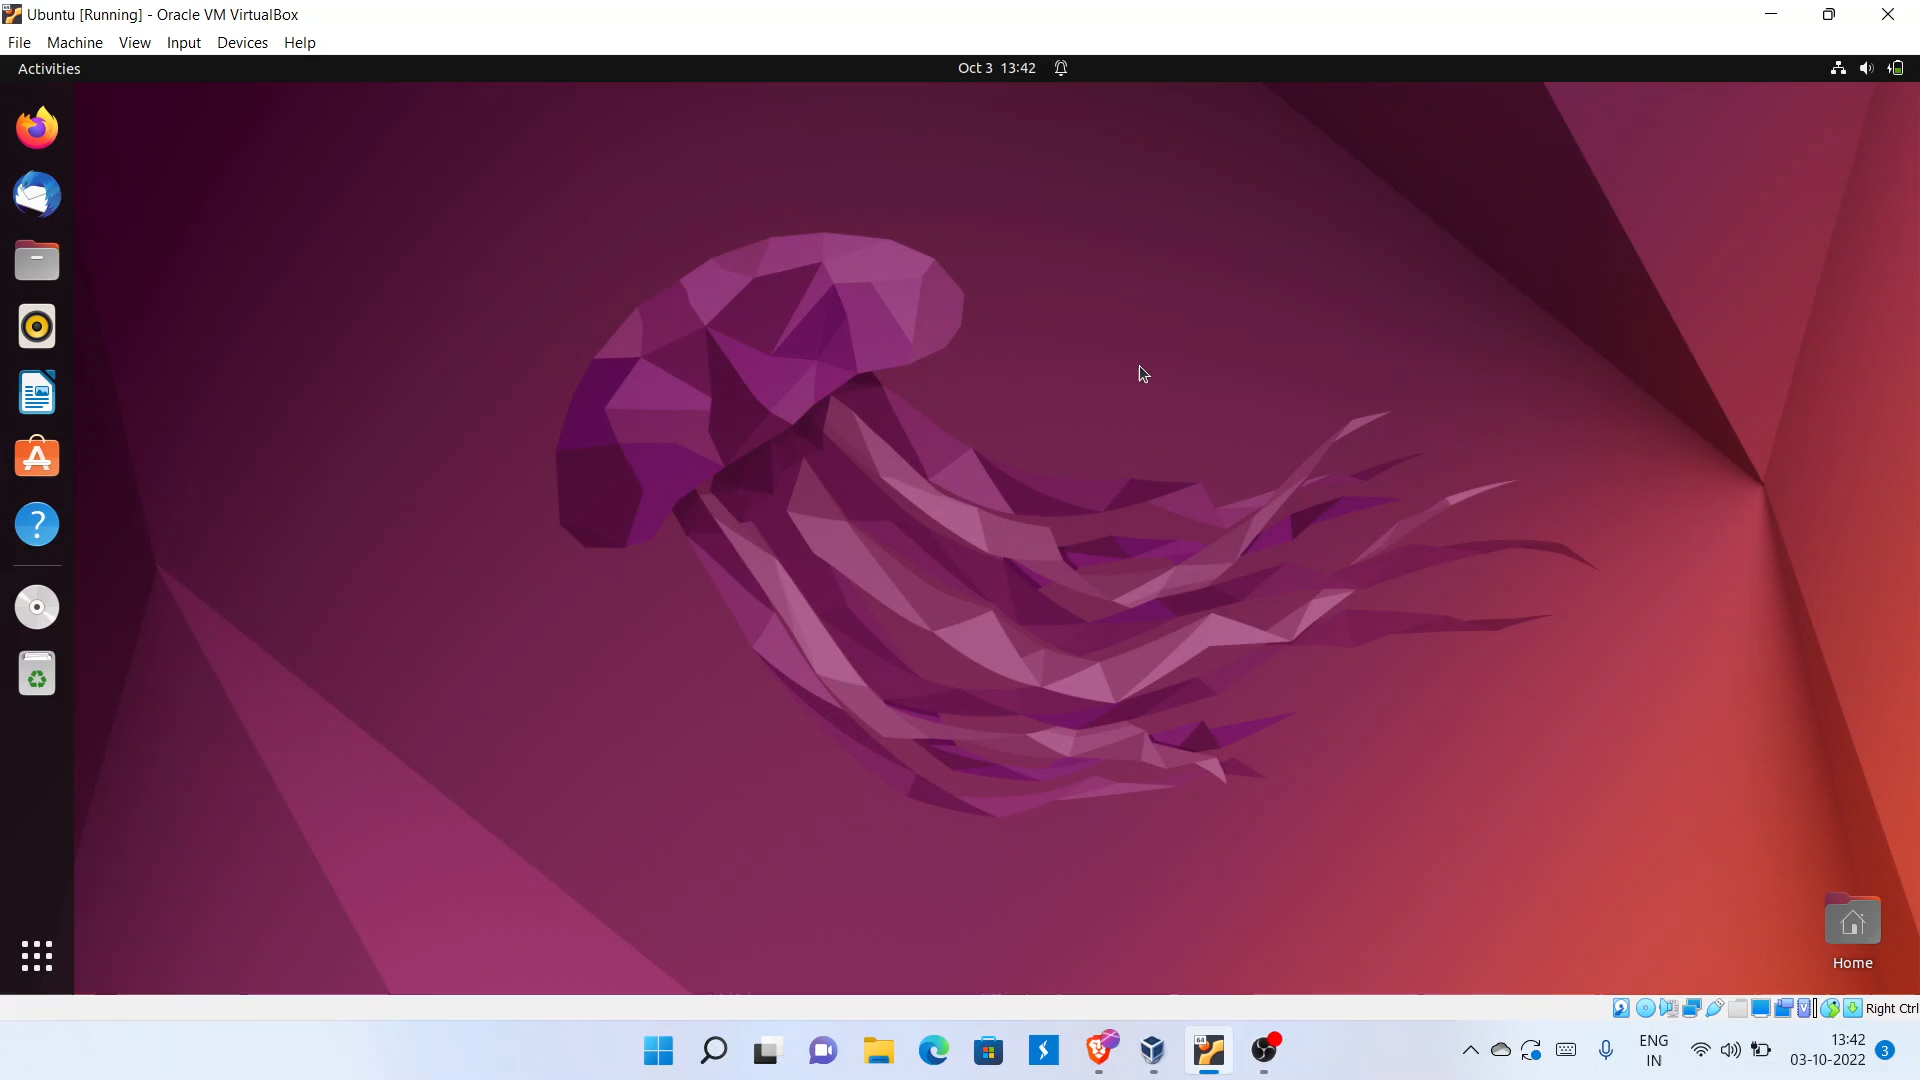 Ubuntu [Running] - Oracle VM VirtualBox
File Machine View Input Devices Help
Activities
Oct 3 13:42
Home
Right Ctrl
64
ENG
IN
13:42
03-10-2022
3